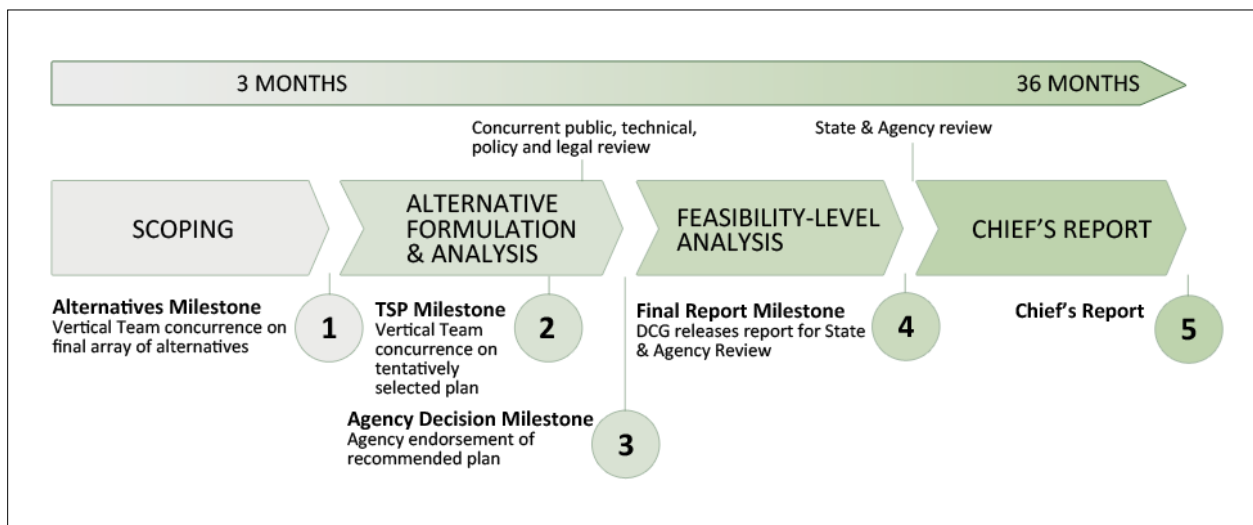 3 MONTHS
36 MONTHS
Concurrent public, technical,
policy and legal review
State & Agency review
SCOPING
ALTERNATIVE
FORMULATION
& ANALYSIS
FEASIBILITY-LEVEL
ANALYSIS
CHIEF'S REPORT
Alternatives Milestone
Vertical Team concurrence on
final array of alternatives
1
TSP Milestone
Vertical Team
concurrence on
tentatively
selected plan
2
Agency Decision Milestone
Agency endorsement of
recommended plan
3
Final Report Milestone
DCG releases report for State
& Agency Review
4
Chief's Report
5